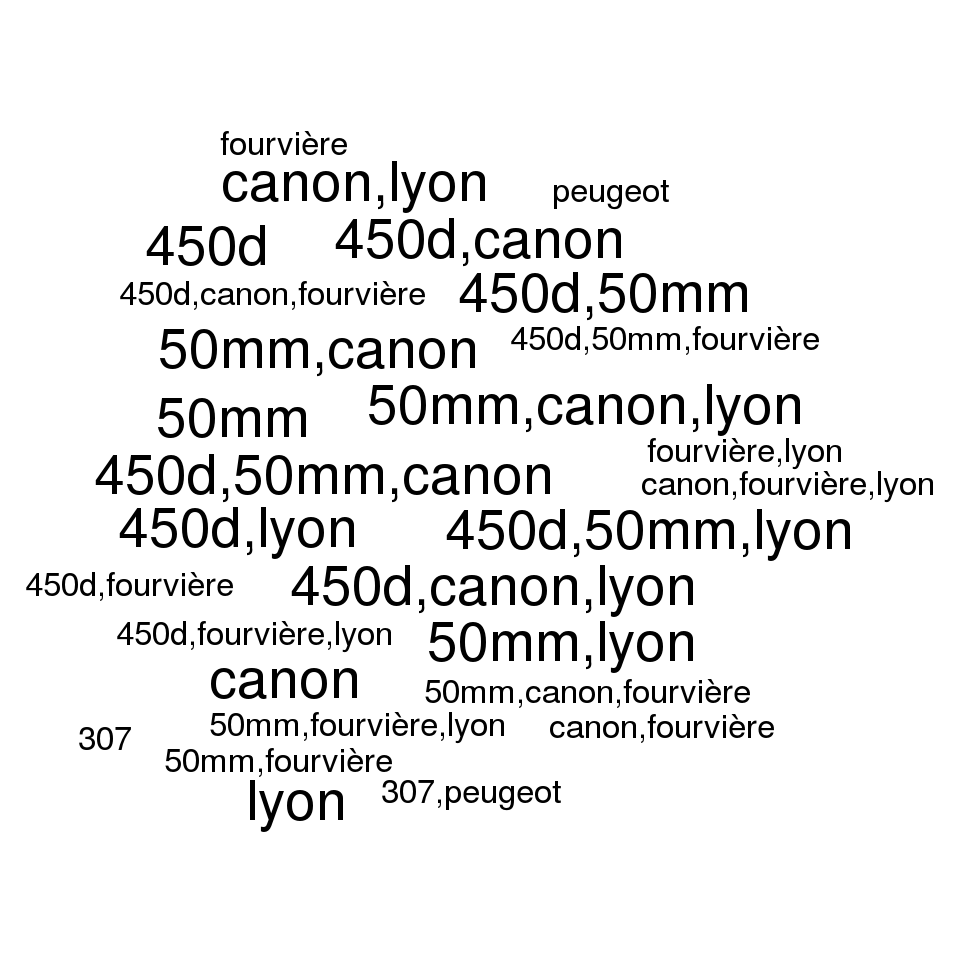 fourvière
canon,lyon
peugeot
450d
450d,canon
450d,canon,fourvière
450d,50mm
50mm,canon
450d,50mm,fourvière
50mm
50mm,canon,lyon
fourvière,lyon
450d,50mm,canon
canon,fourvière,lyon
450d,lyon
450d,50mm,lyon
450d,fourvière
450d,canon,lyon
450d,fourvière,lyon
50mm,lyon
canon
50mm,canon,fourvière
50mm,fourvière,lyon
canon,fourvière
307
50mm,fourvière
lyon
307,peugeot